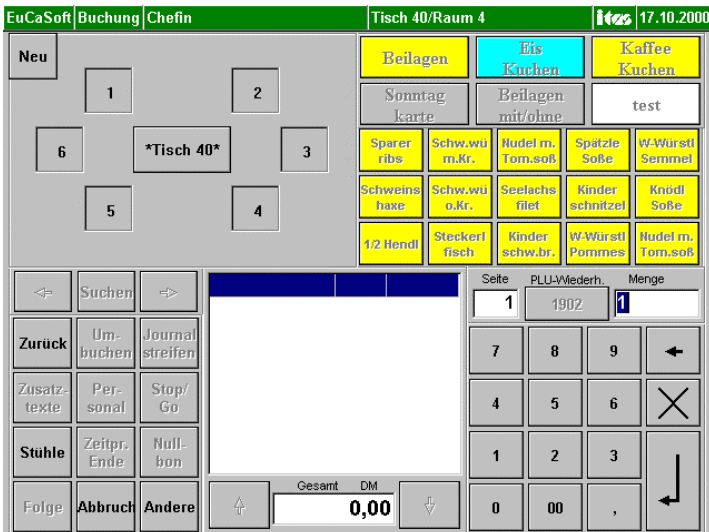 EuCaSoft Buchung Chefin Tisch 40/Raum 4 ites 17.10.2000
Neu
1
2
6
*Tisch 40*
3
5
4
Beilagen
Eis
Kuchen
Kaffee
Kuchen
Sonntag
karte
Beilagen
mit/ohne
test
Sparer
ribs
Schw.wü
m.Kr.
Nudel m.
Tom.soß
Spätzle
Soße
W-Würstl
Semmel
Schweins
haxe
Schw.wü
o.Kr.
Seelachs
filet
Kinder
schnitzel
Knödl
Soße
1/2 Hendl
Steckerl
fisch
Kinder
schw.br.
W-Würstl
Pommes
Nudel m.
Tom.soß
Suchen
Zurück
Um-
buchen
Journal
streifen
Zusatz-
texte
Per-
sonal
Stop/
Go
Stühle
Zeitpr.
Ende
Null-
bon
Folge
Abbruch
Andere
Gesamt DM
0,00
Seite
1
PLU-Wiederh.
1902
Menge
1
7
8
9
4
5
6
1
2
3
0
00
,